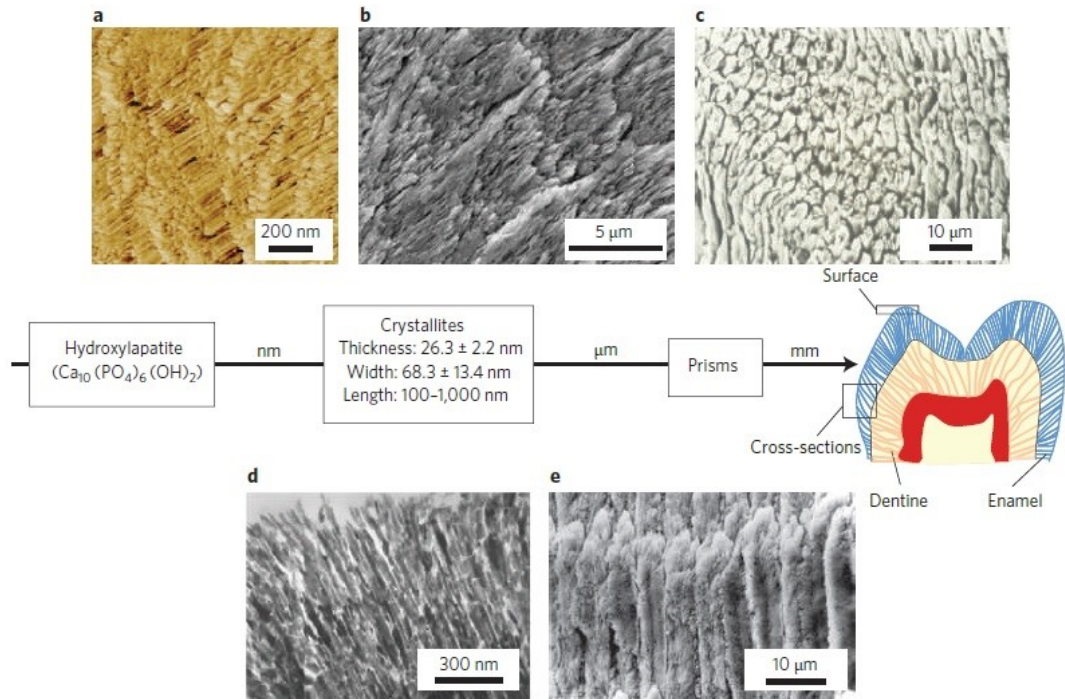 a
b
c
200 nm
5 μm
10 μm
Surface
Hydroxylapatite
(Ca₁₀ (PO₄)₆ (OH)₂)
nm
Crystallites
Thickness: 26.3 ± 2.2 nm
Width: 68.3 ± 13.4 nm
Length: 100–1,000 nm
μm
Prisms
mm
Cross-sections
Dentine
Enamel
d
e
300 nm
10 μm